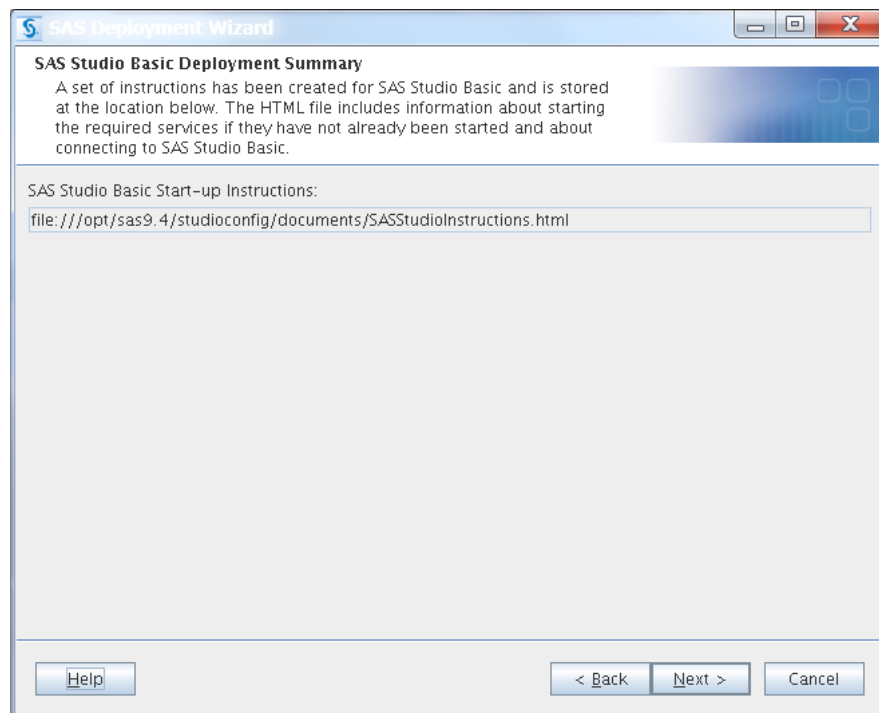 SAS Deployment Wizard
SAS Studio Basic Deployment Summary
A set of instructions has been created for SAS Studio Basic and is stored
at the location below. The HTML file includes information about starting
the required services if they have not already been started and about
connecting to SAS Studio Basic.
SAS Studio Basic Start-up Instructions:
file:///opt/sas9.4/studioconfig/documents/SASStudioInstructions.html
Help < Back Next > Cancel